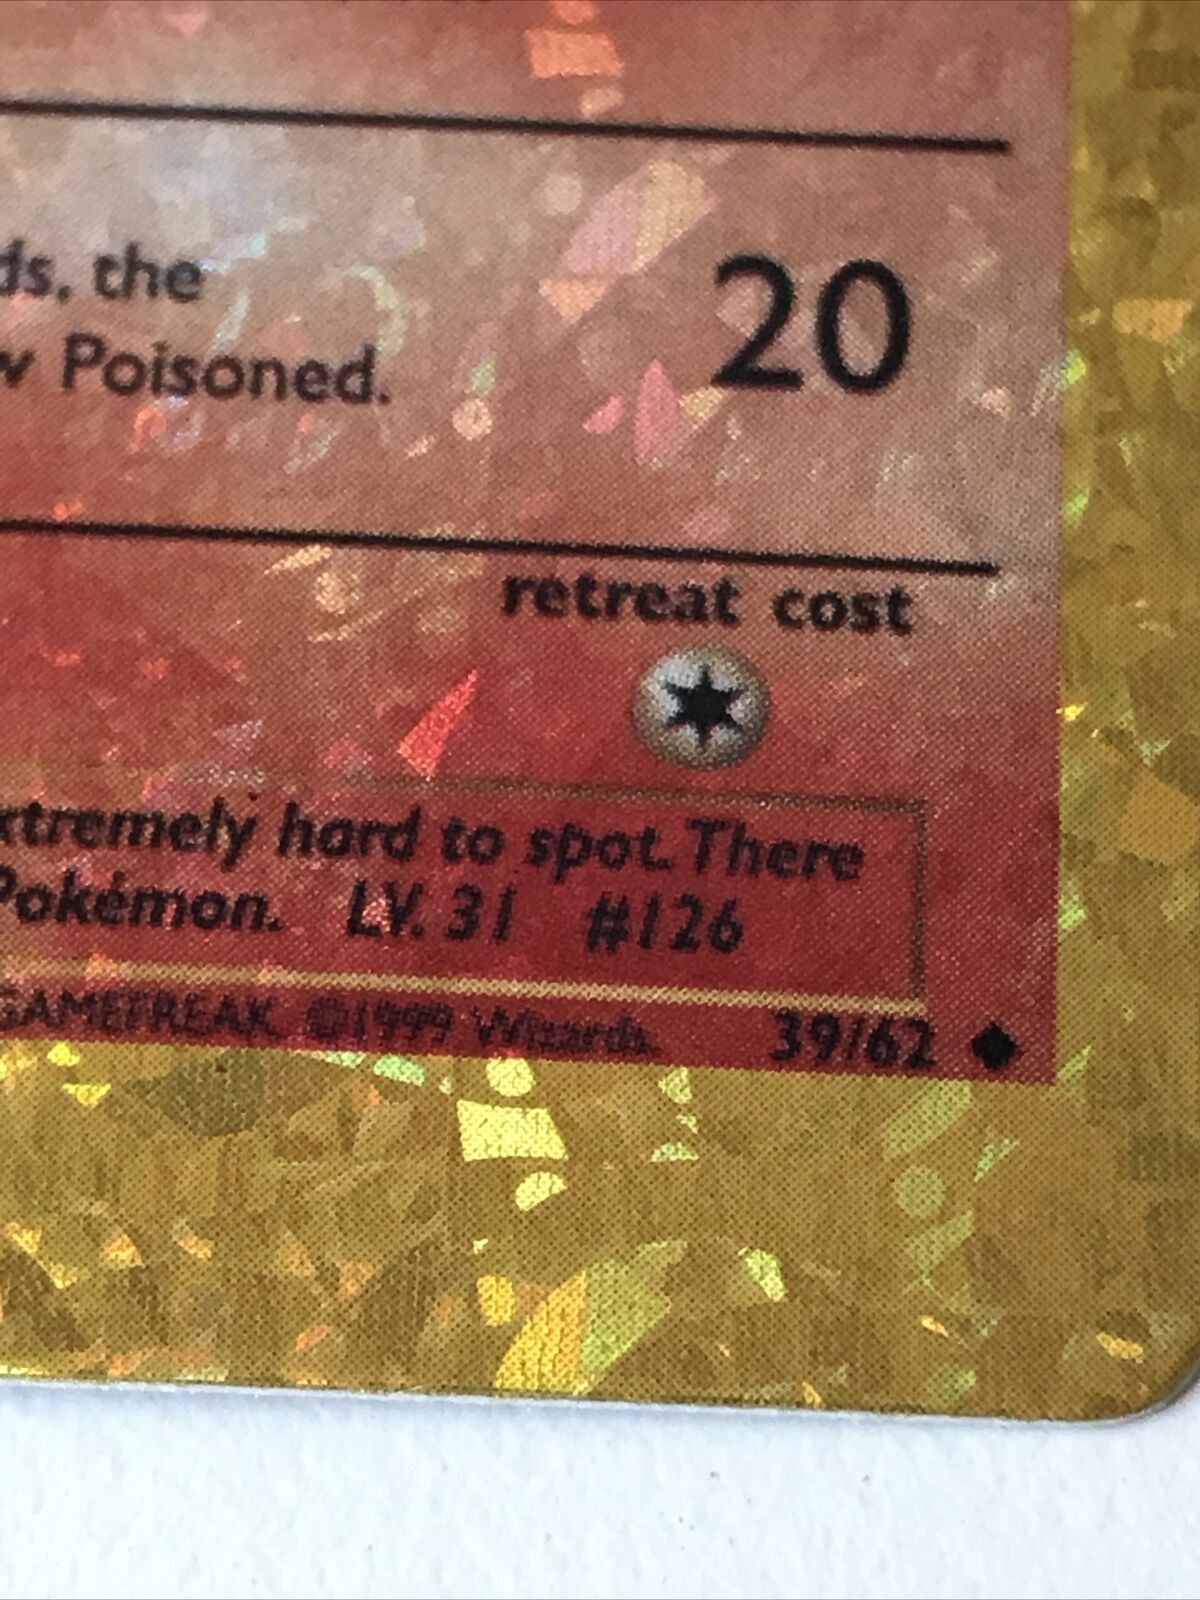 ds, the
w Poisoned.
20
retreat cost
xtremely hard to spot. There
Pokémon. LV. 31 #126
GAMEFREAK ©1999 Wizards. 39/62